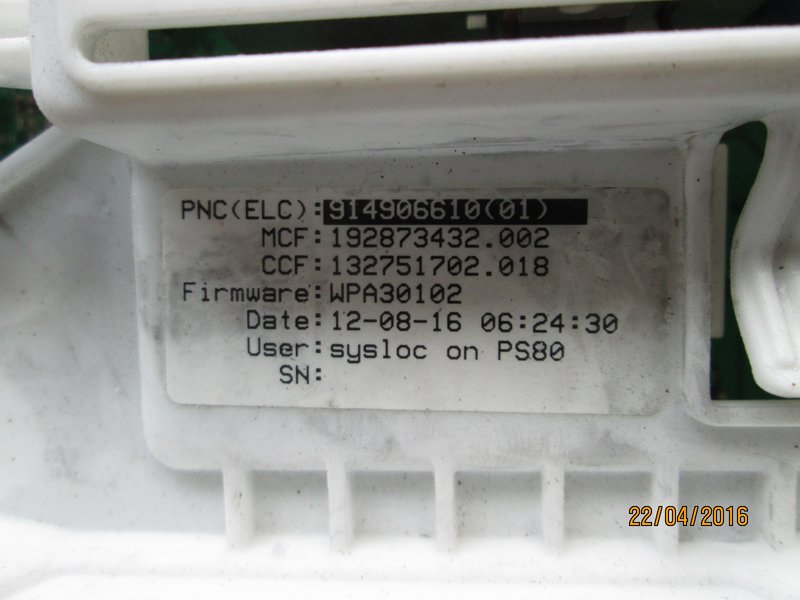 PNC(ELC):914906610(01)
MCF:192873432.002
CCF:132751702.018
Firmware:WPA30102
Date:12-08-16 06:24:30
User:sysloc on PS80
SN:
22/04/2016